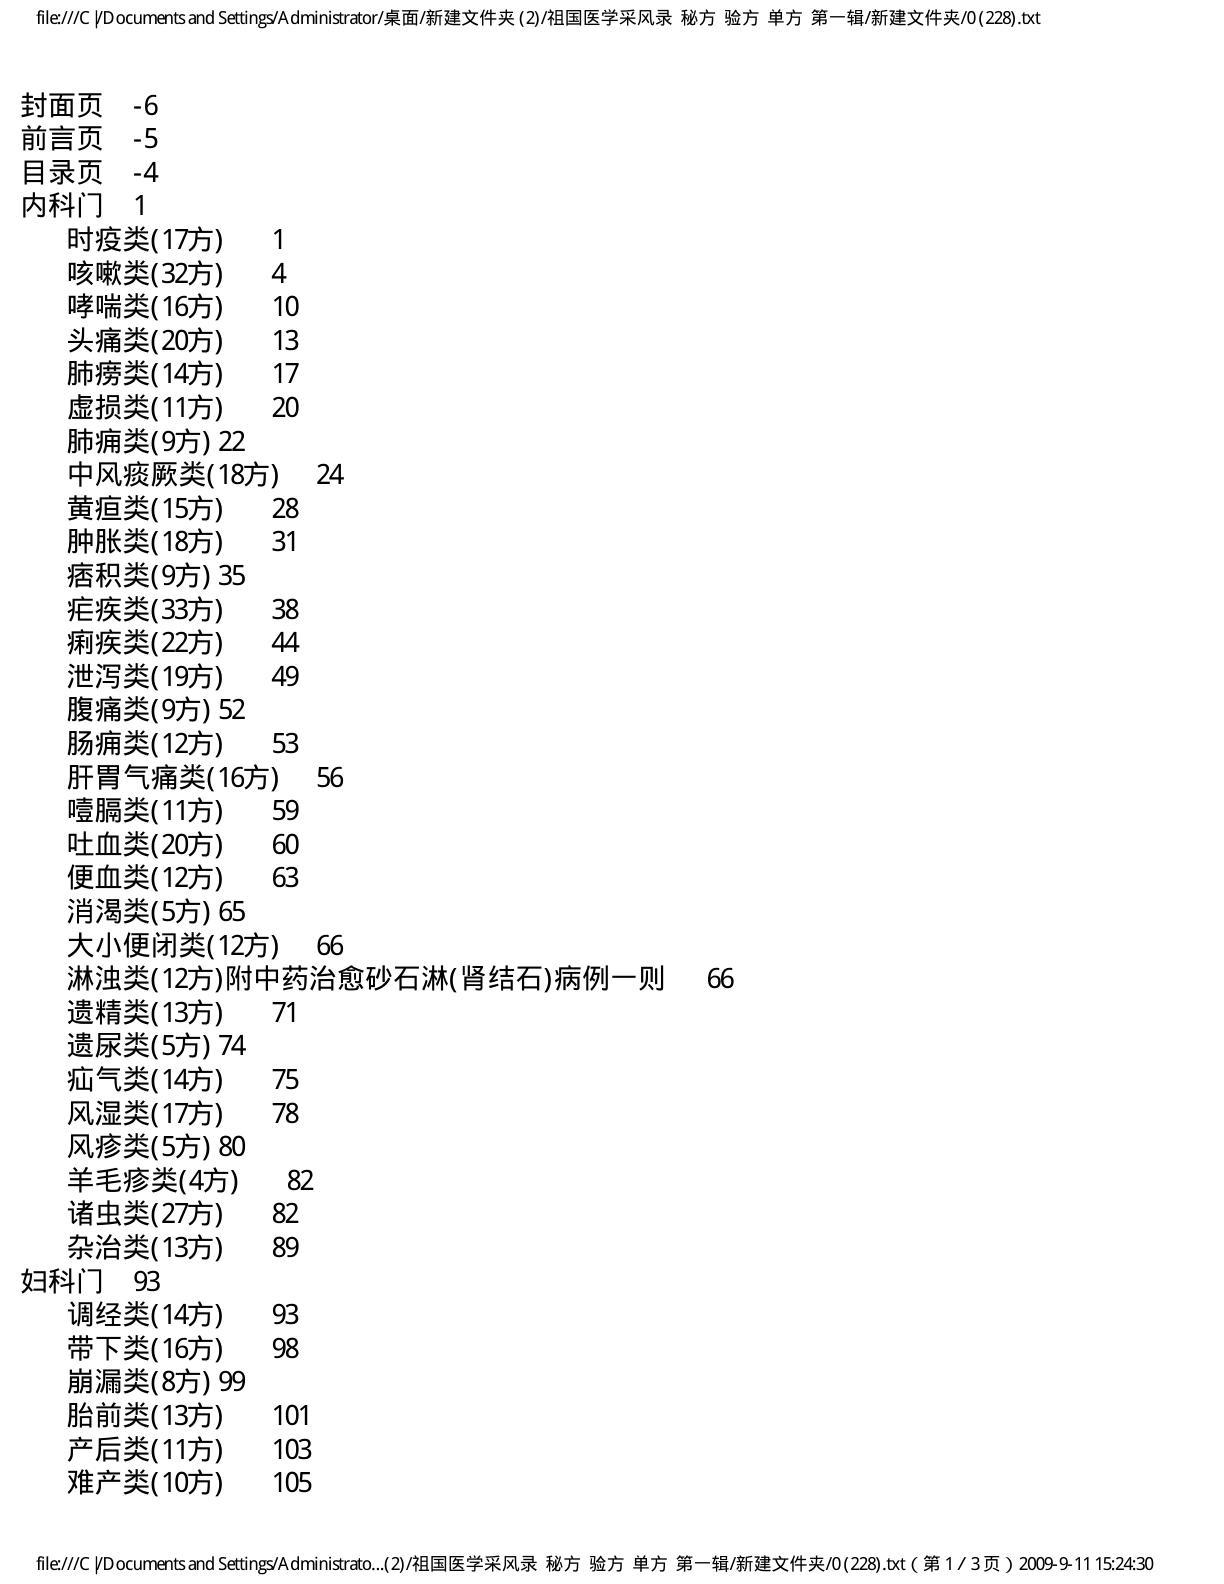 file:///C|/Documents and Settings/Administrator/桌面/新建文件夹 (2)/祖国医学采风录 秘方 验方 单方 第一辑/新建文件夹/0 (228).txt
封面页 -6
前言页 -5
目录页 -4
内科门 1
时疫类(17方) 1
咳嗽类(32方) 4
哮喘类(16方) 10
头痛类(20方) 13
肺痨类(14方) 17
虚损类(11方) 20
肺痈类(9方) 22
中风痰厥类(18方) 24
黄疸类(15方) 28
肿胀类(18方) 31
痞积类(9方) 35
疟疾类(33方) 38
痢疾类(22方) 44
泄泻类(19方) 49
腹痛类(9方) 52
肠痈类(12方) 53
肝胃气痛类(16方) 56
噎膈类(11方) 59
吐血类(20方) 60
便血类(12方) 63
消渴类(5方) 65
大小便闭类(12方) 66
淋浊类(12方)附中药治愈砂石淋(肾结石)病例一则 66
遗精类(13方) 71
遗尿类(5方) 74
疝气类(14方) 75
风湿类(17方) 78
风疹类(5方) 80
羊毛疹类(4方) 82
诸虫类(27方) 82
杂治类(13方) 89
妇科门 93
调经类(14方) 93
带下类(16方) 98
崩漏类(8方) 99
胎前类(13方) 101
产后类(11方) 103
难产类(10方) 105
file:///C|/Documents and Settings/Administrato...(2)/祖国医学采风录 秘方 验方 单方 第一辑/新建文件夹/0 (228).txt（第 1／3 页）2009-9-11 15:24:30